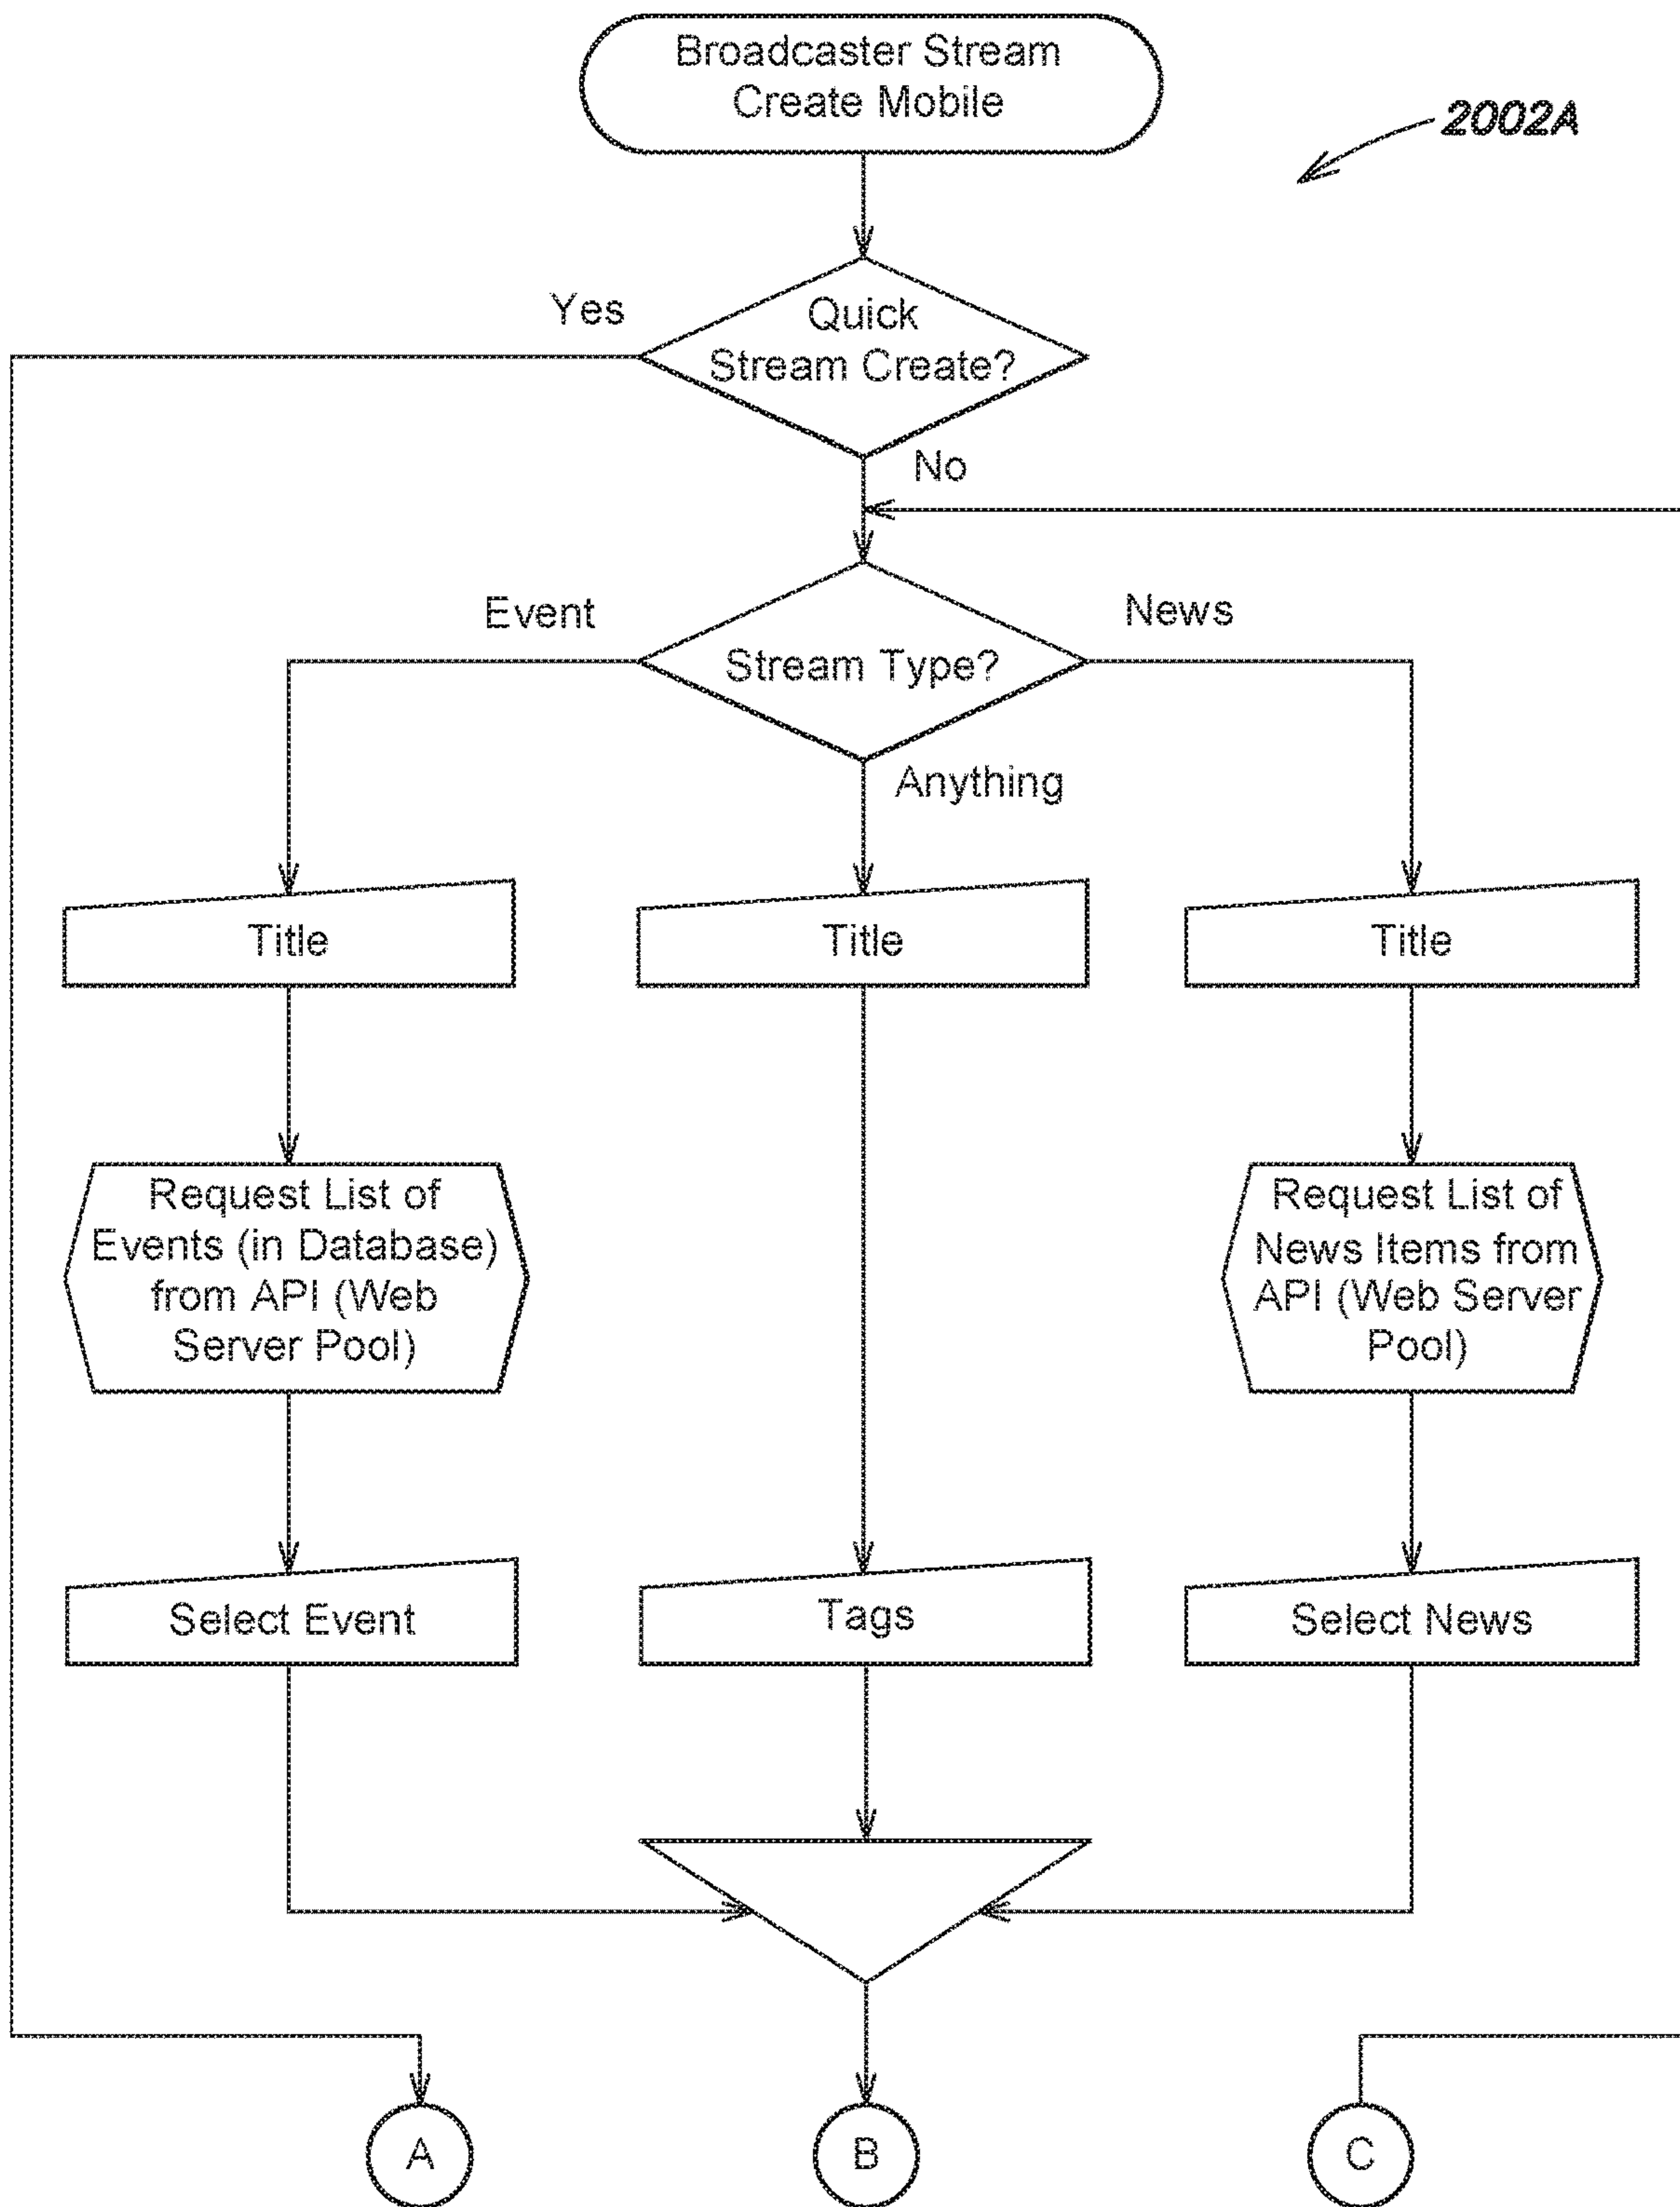 Broadcaster Stream
Create Mobile
2002A
Yes
Quick
Stream Create?
No
Event
News
Stream Type?
Anything
Title
Title
Title
Request List of
Events (in Database)
from API (Web
Server Pool)
Request List of
News Items from
API (Web Server
Pool)
Select Event
Tags
Select News
A
B
C